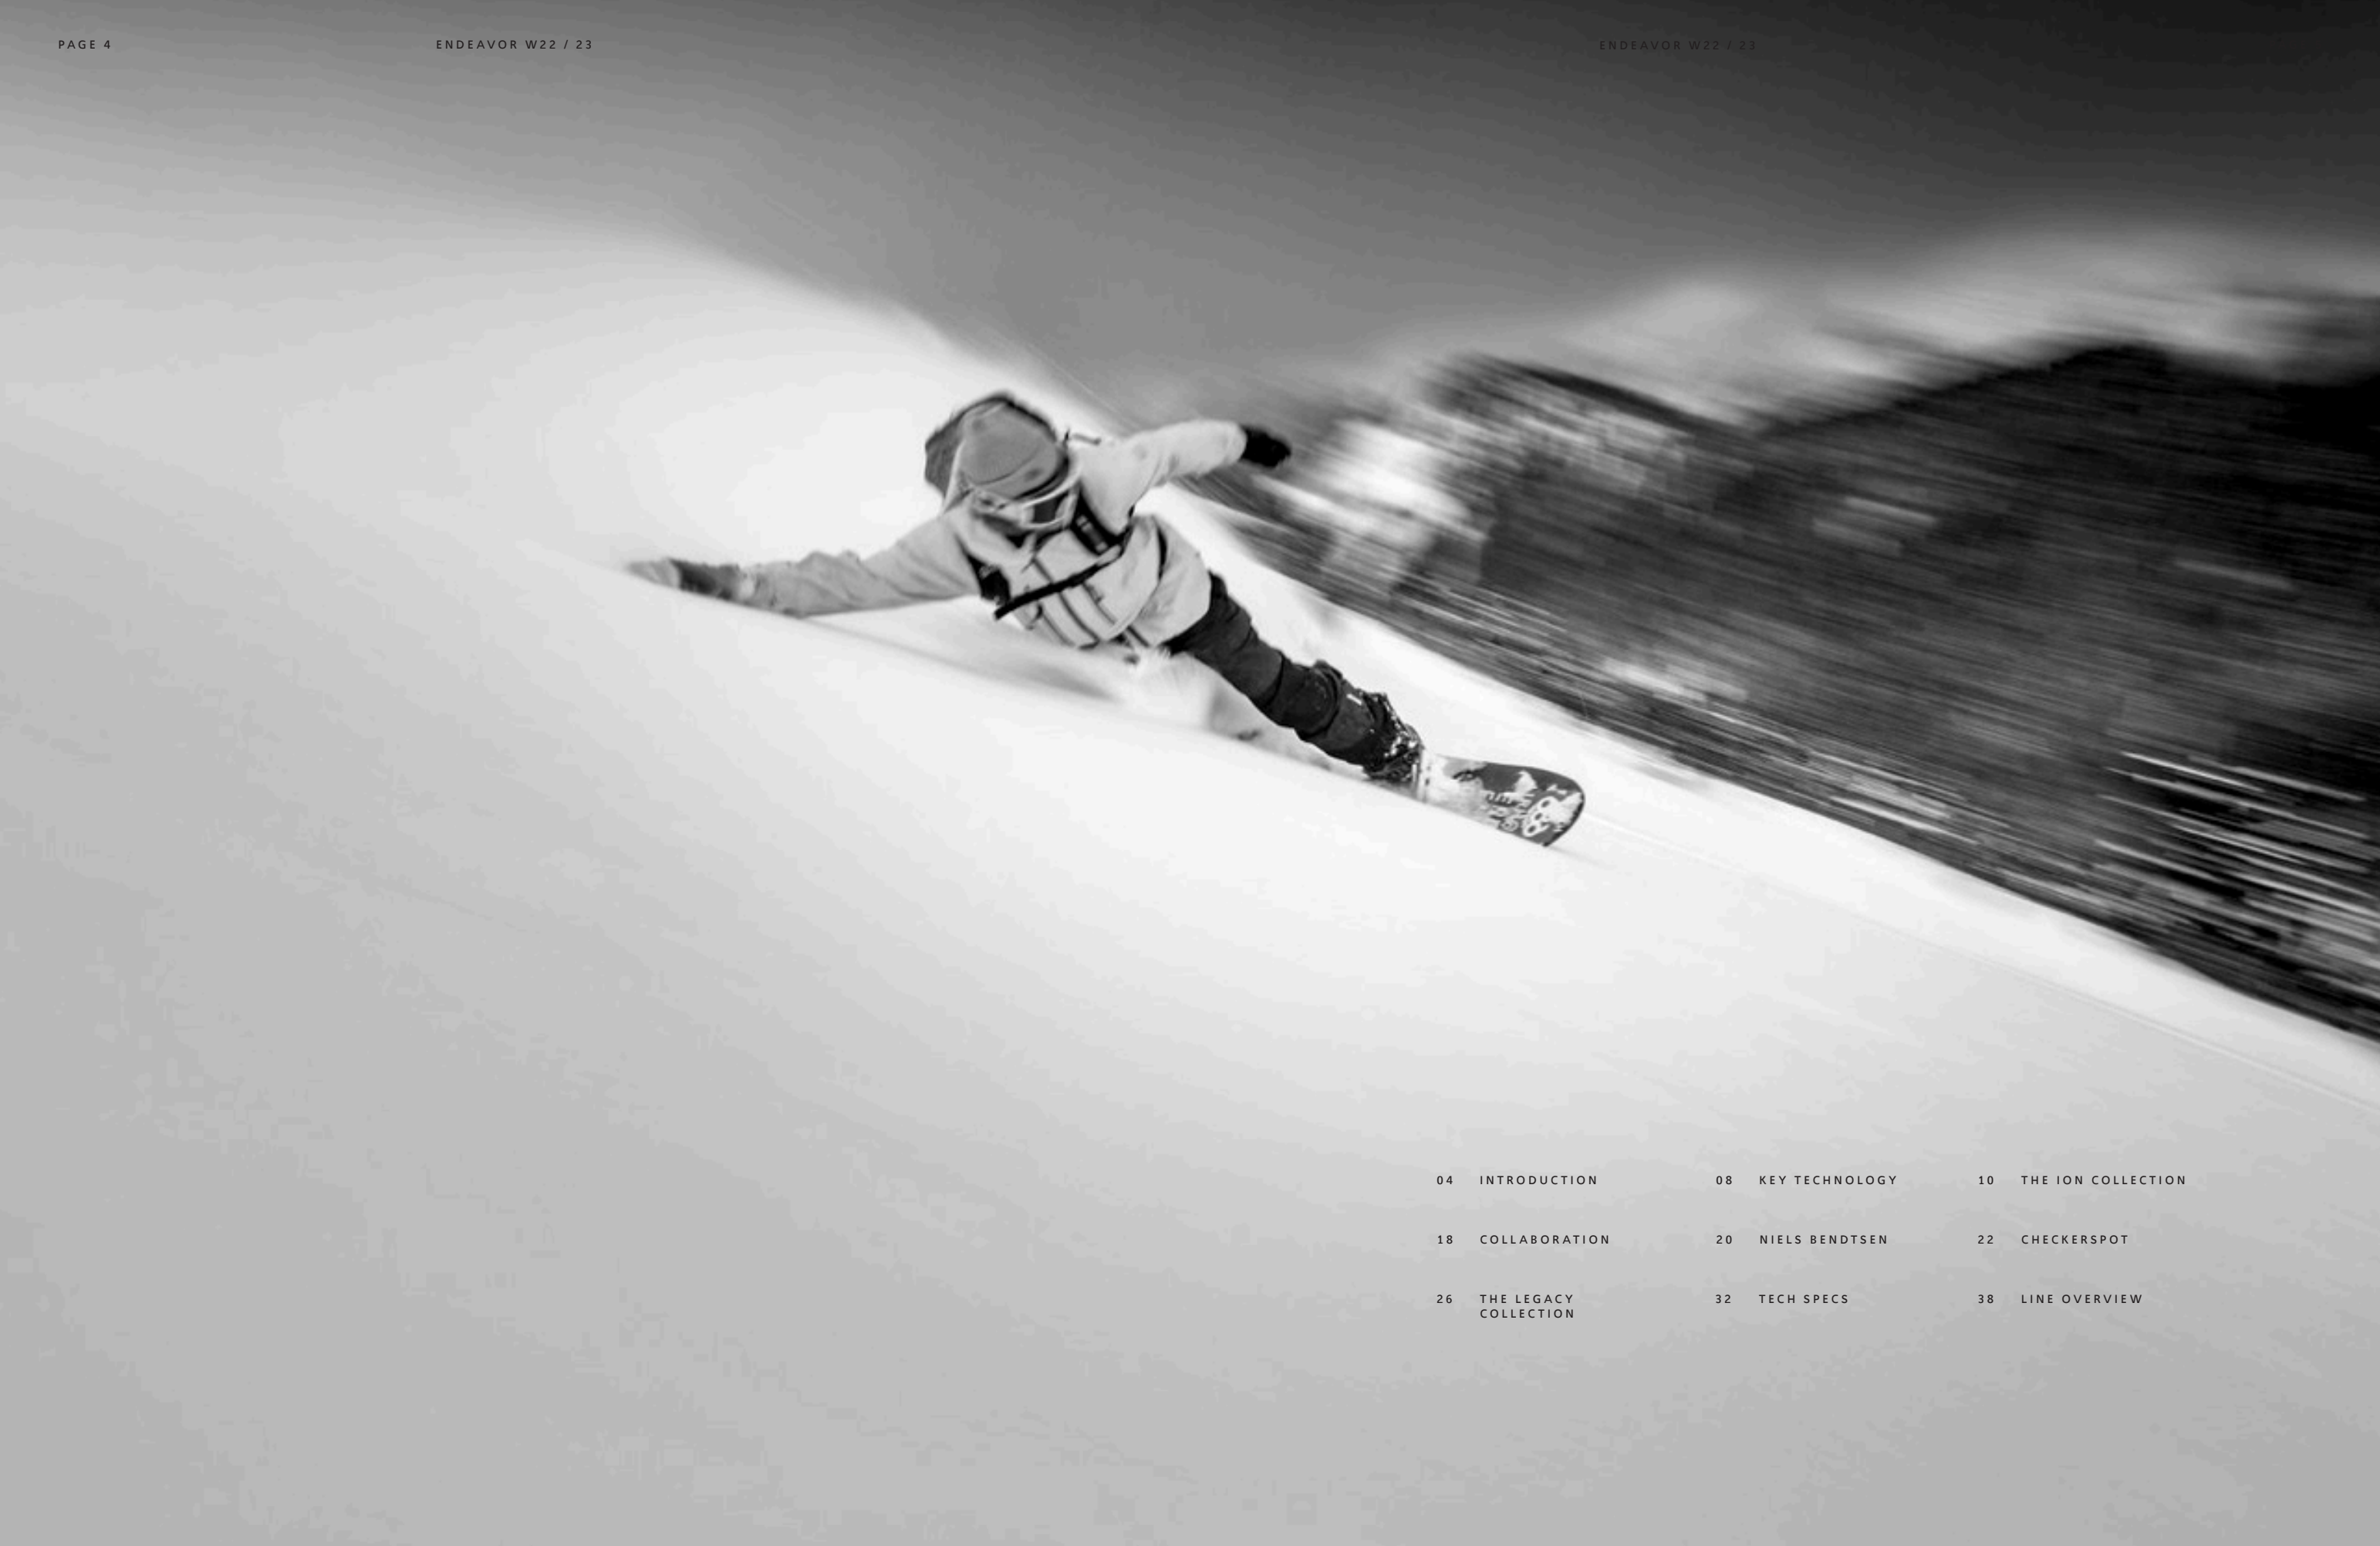 PAGE 4
ENDEAVOR W22 / 23
ENDEAVOR W22 / 23
04 INTRODUCTION
08 KEY TECHNOLOGY
10 THE ION COLLECTION
18 COLLABORATION
20 NIELS BENDTSEN
22 CHECKERSPOT
26 THE LEGACY
COLLECTION
32 TECH SPECS
38 LINE OVERVIEW